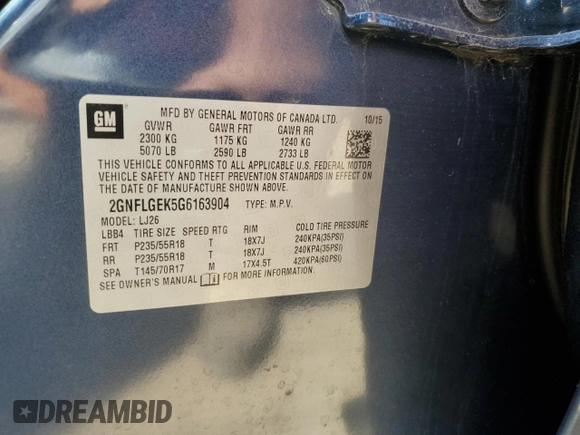 GM
MFD BY GENERAL MOTORS OF CANADA LTD. 10/15
GVWR GAWR FRT GAWR RR
2300 KG 1175 KG 1240 KG
5070 LB 2590 LB 2733 LB
THIS VEHICLE CONFORMS TO ALL APPLICABLE U.S. FEDERAL MOTOR
VEHICLE SAFETY AND THEFT PREVENTION STANDARDS IN EFFECT ON
THE DATE OF MANUFACTURE SHOWN ABOVE.
2GNFLGEK5G6163904 TYPE: M.P.V.
MODEL: LJ26
LBB4 TIRE SIZE SPEED RTG RIM COLD TIRE PRESSURE
FRT P235/55R18 T 18X7J 240KPA(35PSI)
RR P235/55R18 T 18X7J 240KPA(35PSI)
SPA T145/70R17 M 17X4.5T 420KPA(60PSI)
SEE OWNER'S MANUAL FOR MORE INFORMATION.
DREAMBID